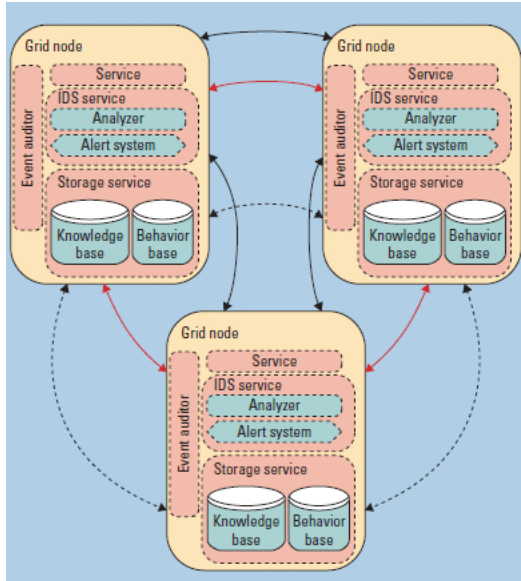 Grid node
Service
IDS service
Analyzer
Alert system
Event auditor
Storage service
Knowledge
base
Behavior
base
Grid node
Service
IDS service
Analyzer
Alert system
Event auditor
Storage service
Knowledge
base
Behavior
base
Grid node
Service
IDS service
Analyzer
Alert system
Event auditor
Storage service
Knowledge
base
Behavior
base